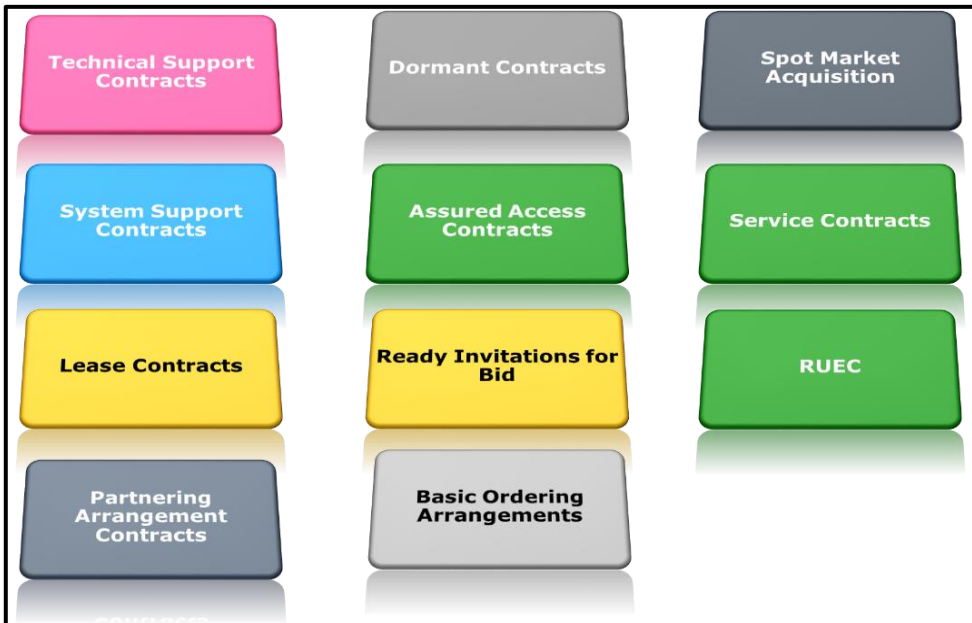 Technical Support
Contracts
Dormant Contracts
Spot Market
Acquisition
System Support
Contracts
Assured Access
Contracts
Service Contracts
Lease Contracts
Ready Invitations for
Bid
RUEC
Partnering
Arrangement
Contracts
Basic Ordering
Arrangements